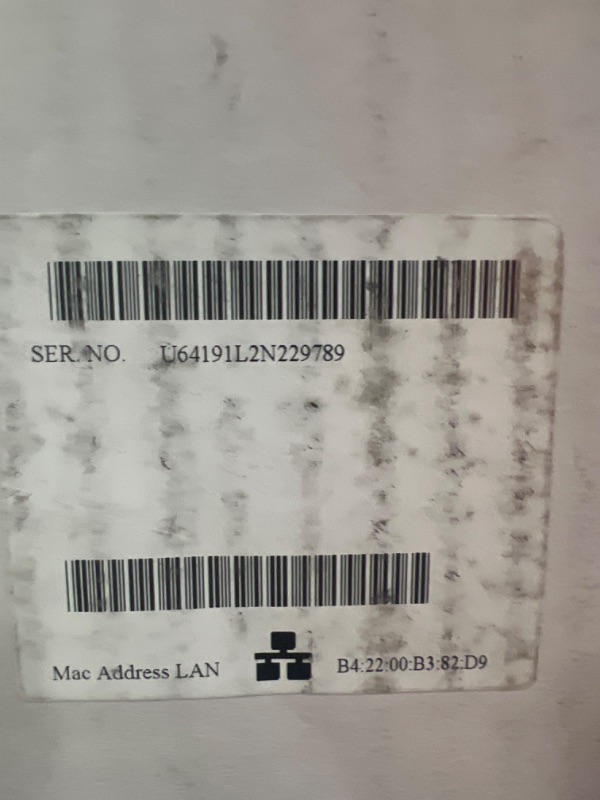 SER. NO. U64191L2N229789
Mac Address LAN B4:22:00:B3:82:D9